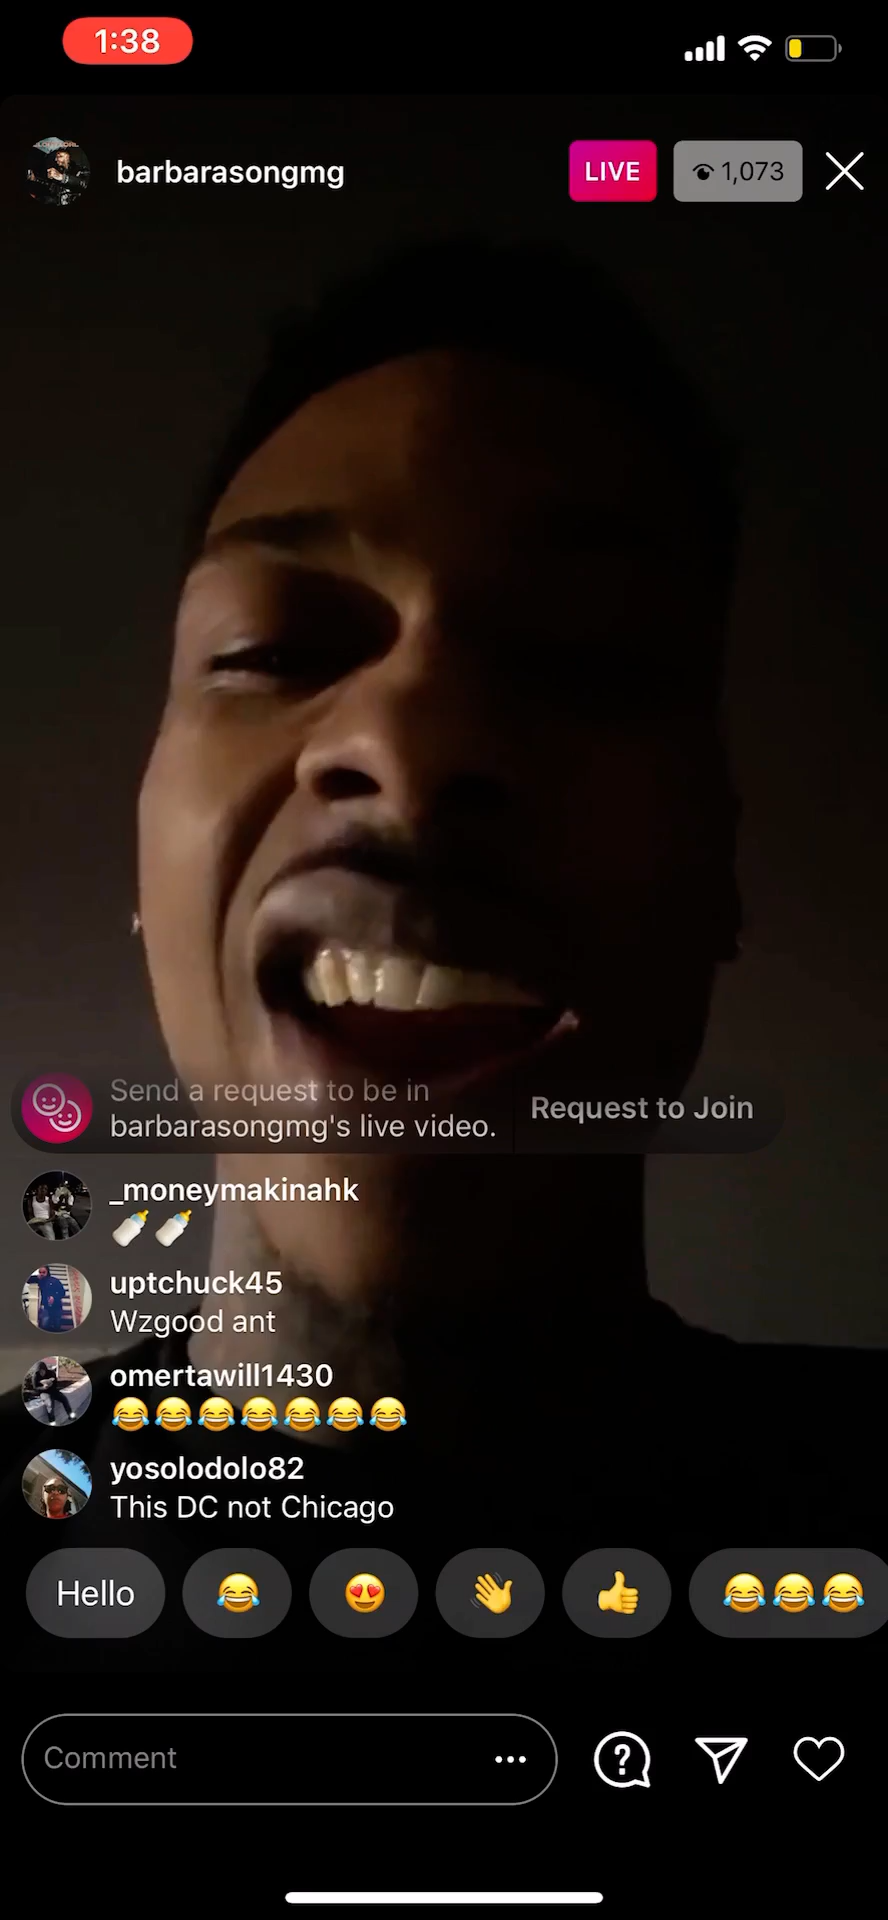 1:38
barbarasongmg
LIVE
1,073
Send a request to be in
barbarasongmg's live video.
Request to Join
_moneymakinahk
🍼🍼
uptchuck45
Wzgood ant
omertawill1430
😂😂😂😂😂😂😂
yosolodolo82
This DC not Chicago
Hello
😂 😍 👋 👍 😂😂😂
Comment